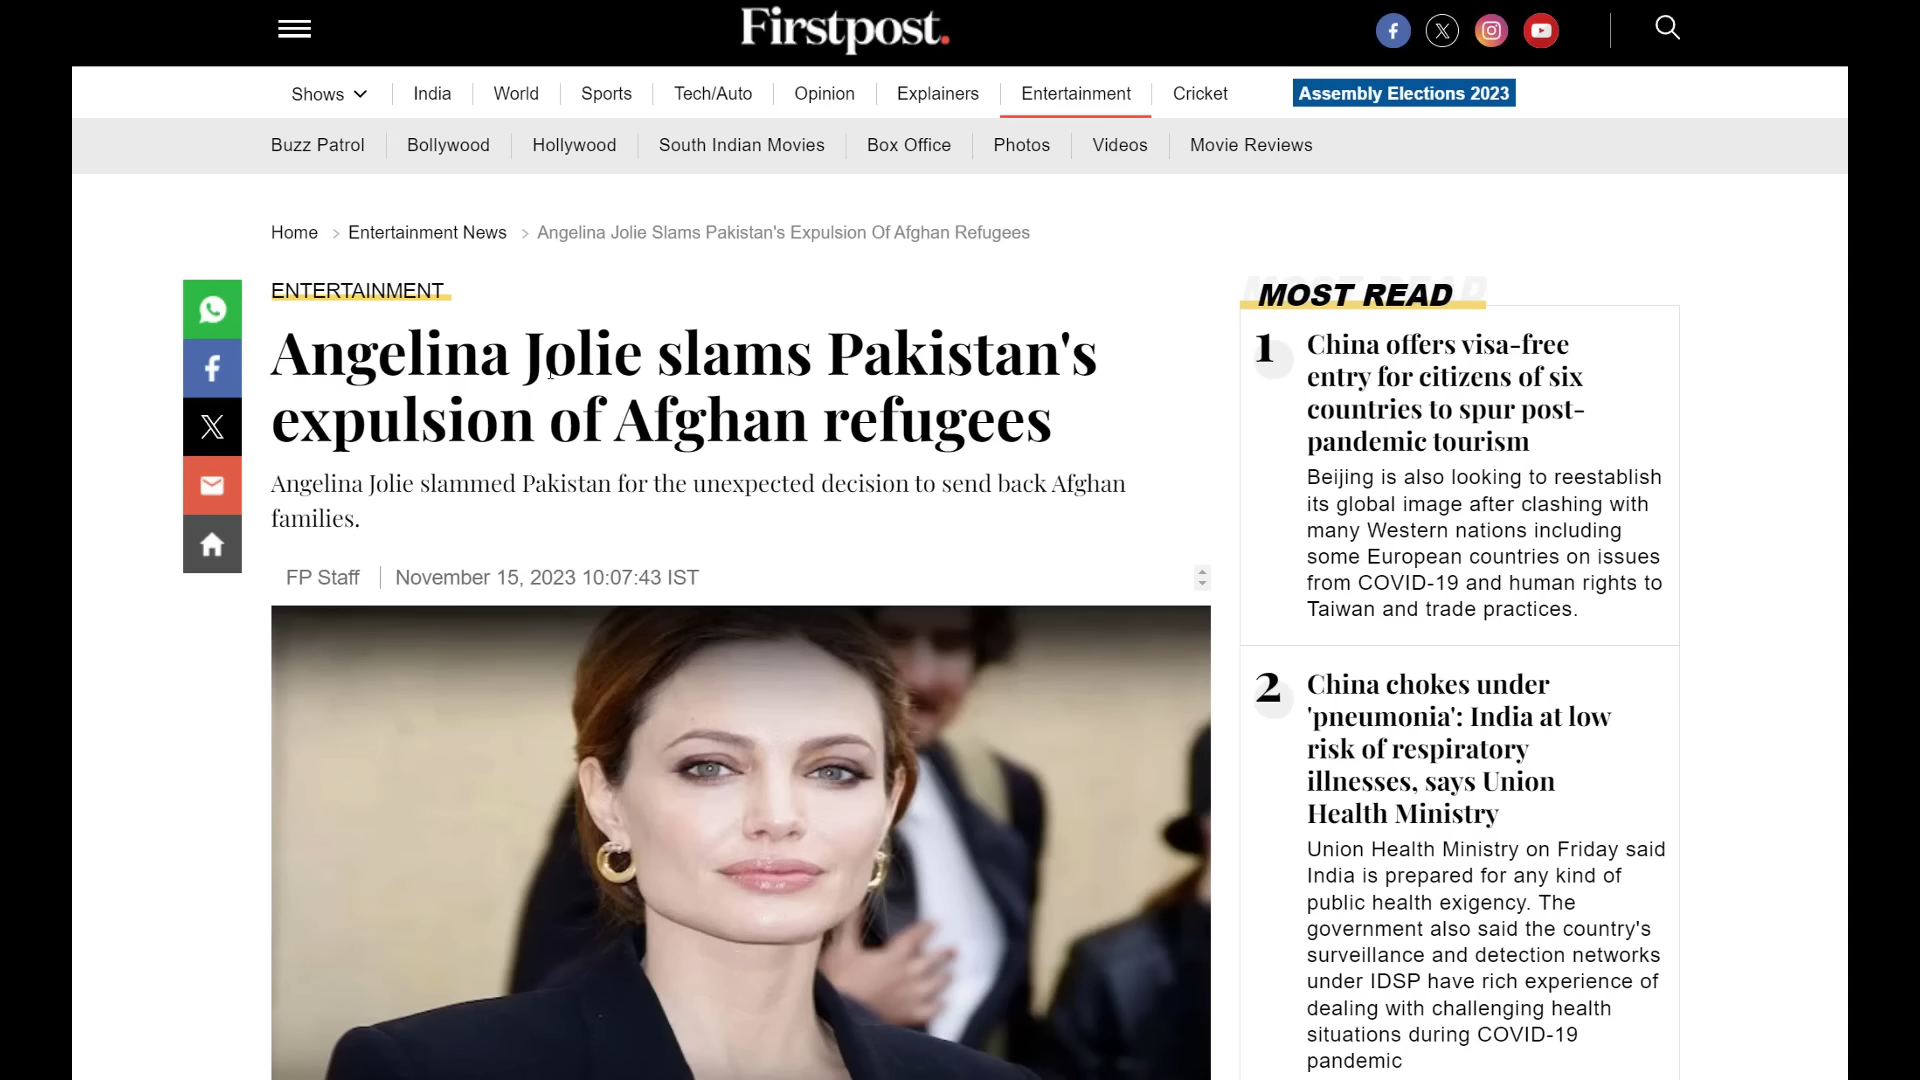 Firstpost.
Shows
India
World
Sports
Tech/Auto
Opinion
Explainers
Entertainment
Cricket
Assembly Elections 2023
Buzz Patrol
Bollywood
Hollywood
South Indian Movies
Box Office
Photos
Videos
Movie Reviews
Home > Entertainment News > Angelina Jolie Slams Pakistan's Expulsion Of Afghan Refugees
ENTERTAINMENT
Angelina Jolie slams Pakistan's
expulsion of Afghan refugees
Angelina Jolie slammed Pakistan for the unexpected decision to send back Afghan
families.
FP Staff | November 15, 2023 10:07:43 IST
MOST READ
MOST READ
1
China offers visa-free
entry for citizens of six
countries to spur post-
pandemic tourism
Beijing is also looking to reestablish
its global image after clashing with
many Western nations including
some European countries on issues
from COVID-19 and human rights to
Taiwan and trade practices.
2
China chokes under
'pneumonia': India at low
risk of respiratory
illnesses, says Union
Health Ministry
Union Health Ministry on Friday said
India is prepared for any kind of
public health exigency. The
government also said the country's
surveillance and detection networks
under IDSP have rich experience of
dealing with challenging health
situations during COVID-19
pandemic